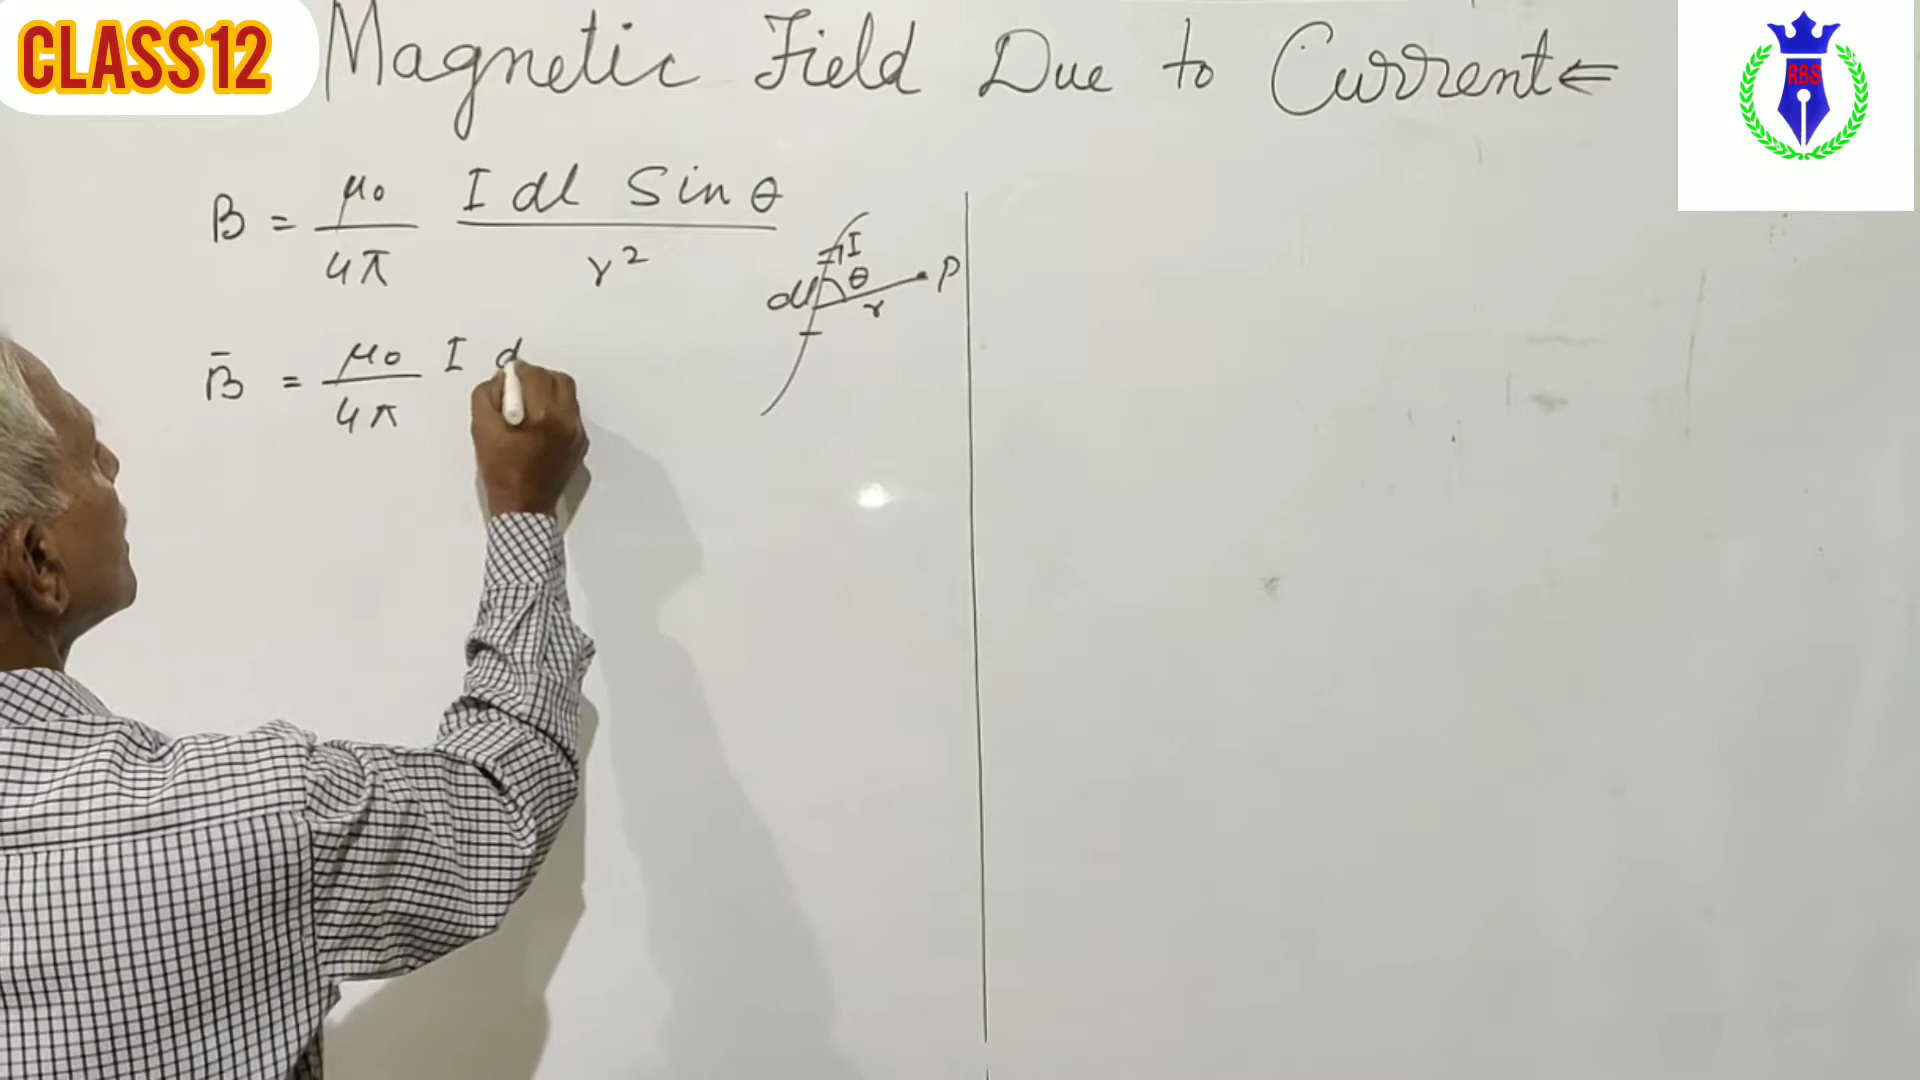 CLASS 12
Magnetic Field Due to Current ⇐
RBS
B = μ₀/4π I dl Sin θ / r²
I
θ
dl
r
P
B̄ = μ₀/4π I d